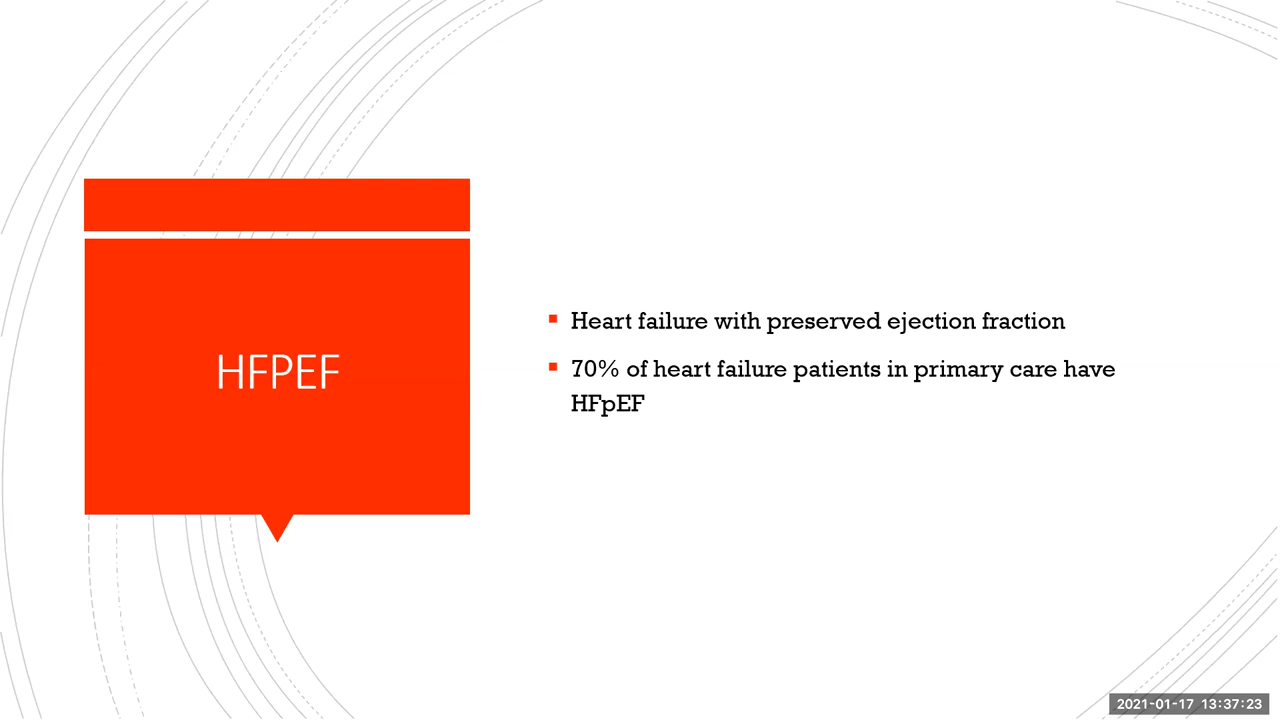 HFPEF
Heart failure with preserved ejection fraction
70% of heart failure patients in primary care have
HFpEF
2021-01-17 13:37:23